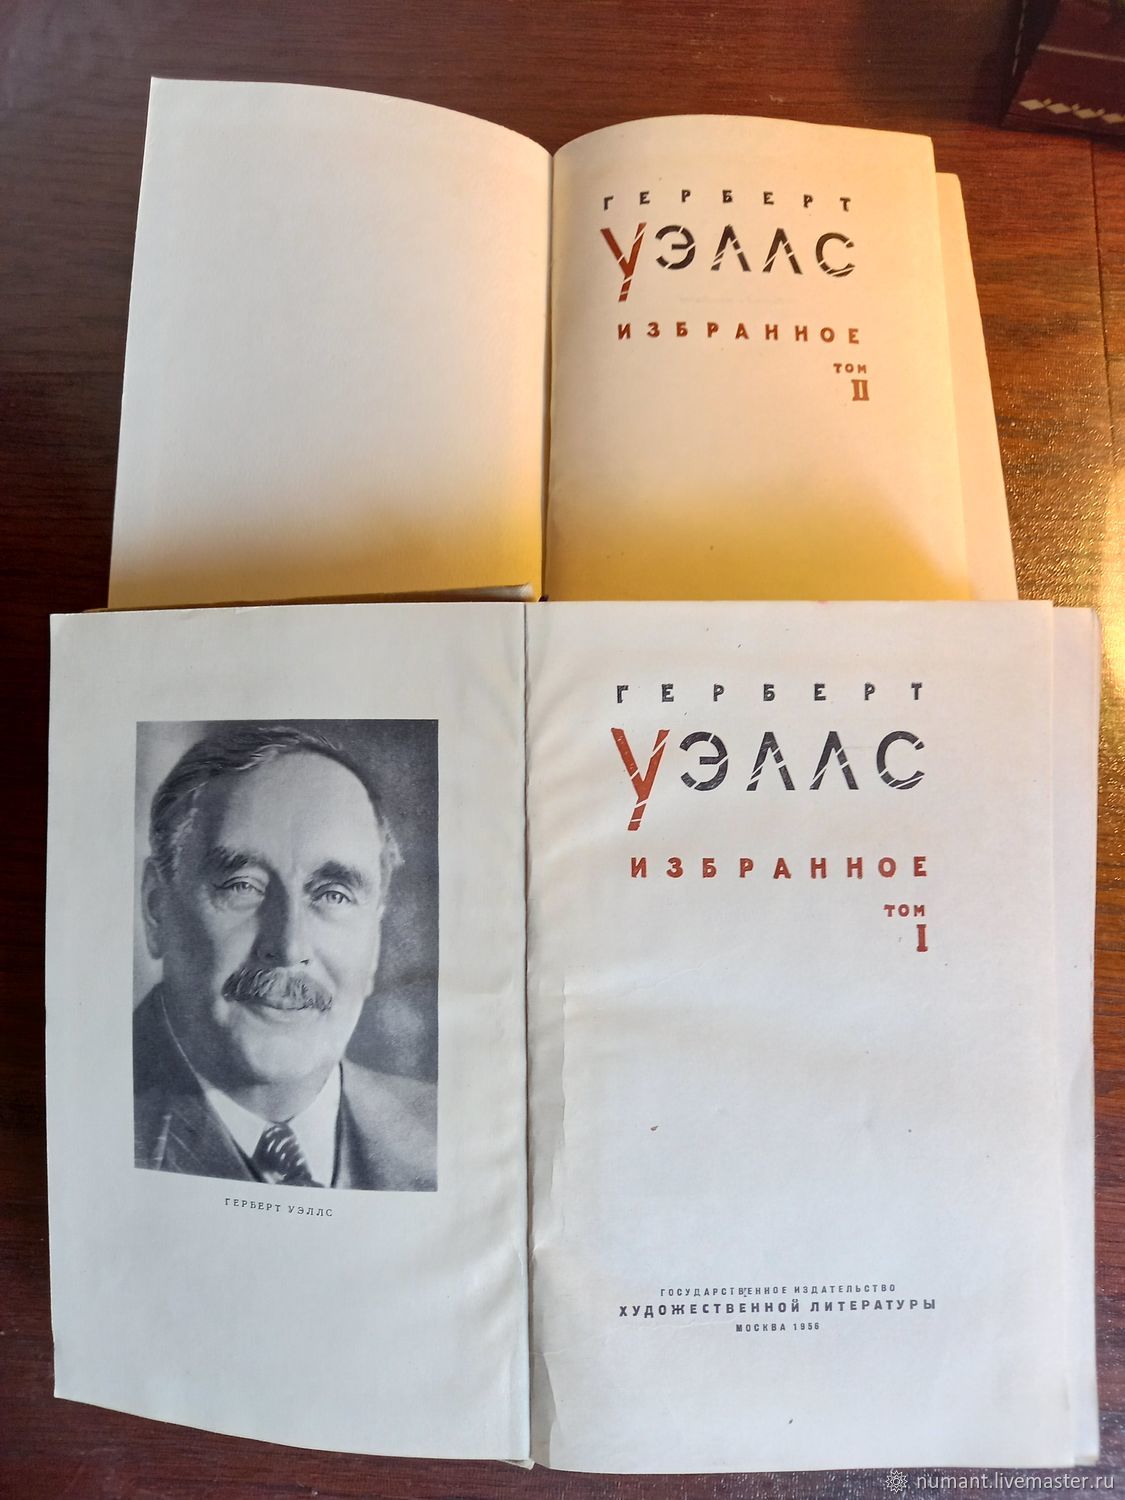 ГЕРБЕРТ
УЭЛЛС
ИЗБРАННОЕ
ТОМ
II
ГЕРБЕРТ
УЭЛЛС
ИЗБРАННОЕ
ТОМ
I
ГЕРБЕРТ УЭЛЛС
ГОСУДАРСТВЕННОЕ ИЗДАТЕЛЬСТВО
ХУДОЖЕСТВЕННОЙ ЛИТЕРАТУРЫ
МОСКВА 1956
numant.livemaster.ru